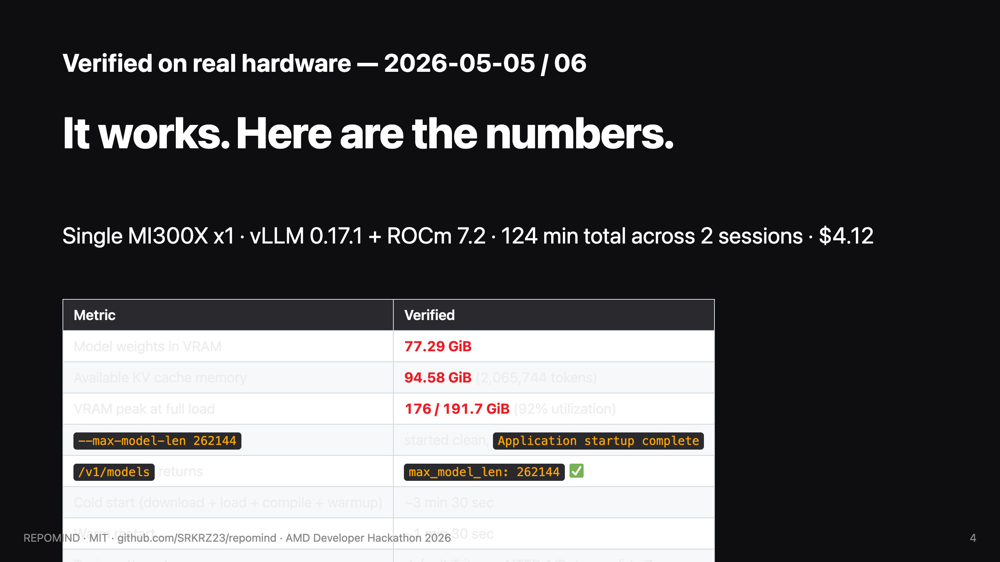 Verified on real hardware — 2026-05-05 / 06
It works. Here are the numbers.
Single MI300X x1 · vLLM 0.17.1 + ROCm 7.2 · 124 min total across 2 sessions · $4.12
Metric Verified
Model weights in VRAM 77.29 GiB
Available KV cache memory 94.58 GiB (2,065,744 tokens)
VRAM peak at full load 176 / 191.7 GiB (92% utilization)
--max-model-len 262144 started clean, Application startup complete
/v1/models returns max_model_len: 262144 ✅
Cold start (download + load + compile + warmup) ~3 min 30 sec
Warm restart ~1 min 30 sec
REPOMIND · MIT · github.com/SRKRZ23/repomind · AMD Developer Hackathon 2026 4